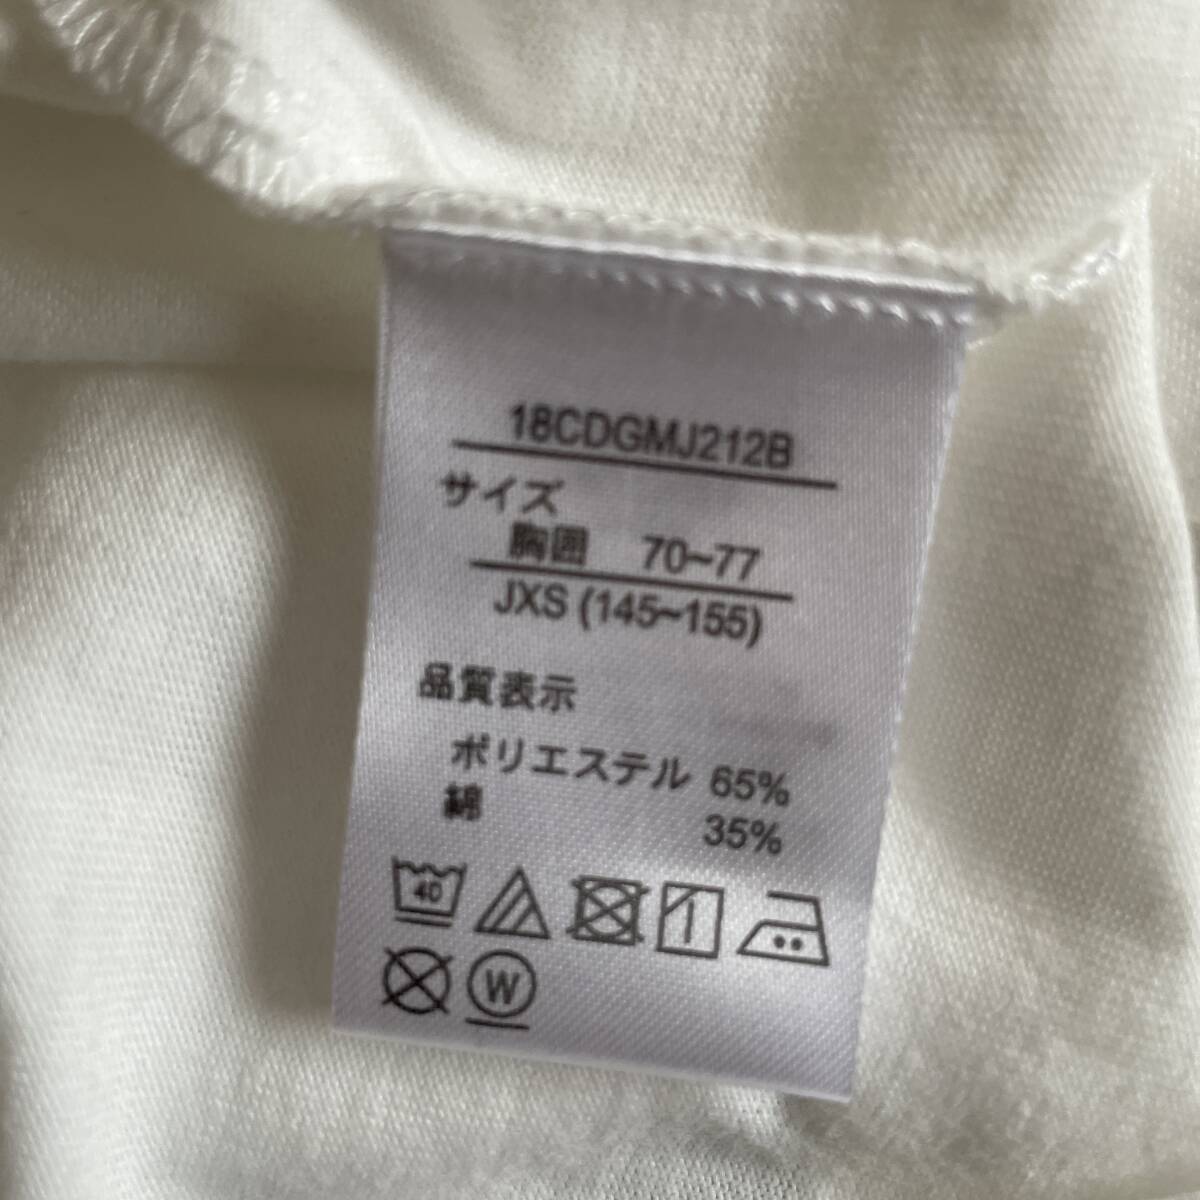 18CDGMJ212B
サイズ
胸囲 70~77
JXS (145~155)
品質表示
ポリエステル 65%
綿 35%
40
W